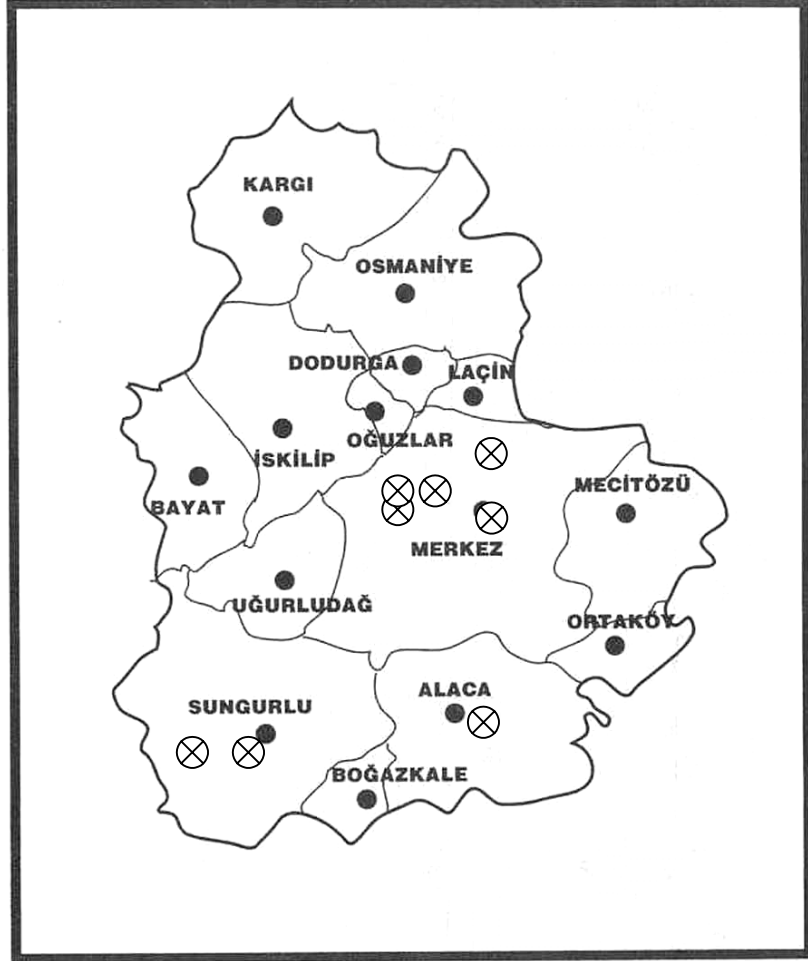 KARGI
OSMANİYE
DODURGA
LAÇİN
OĞUZLAR
İSKİLİP
BAYAT
MECİTÖZÜ
MERKEZ
UĞURLUDAĞ
ORTAKÖY
ALACA
SUNGURLU
BOĞAZKALE